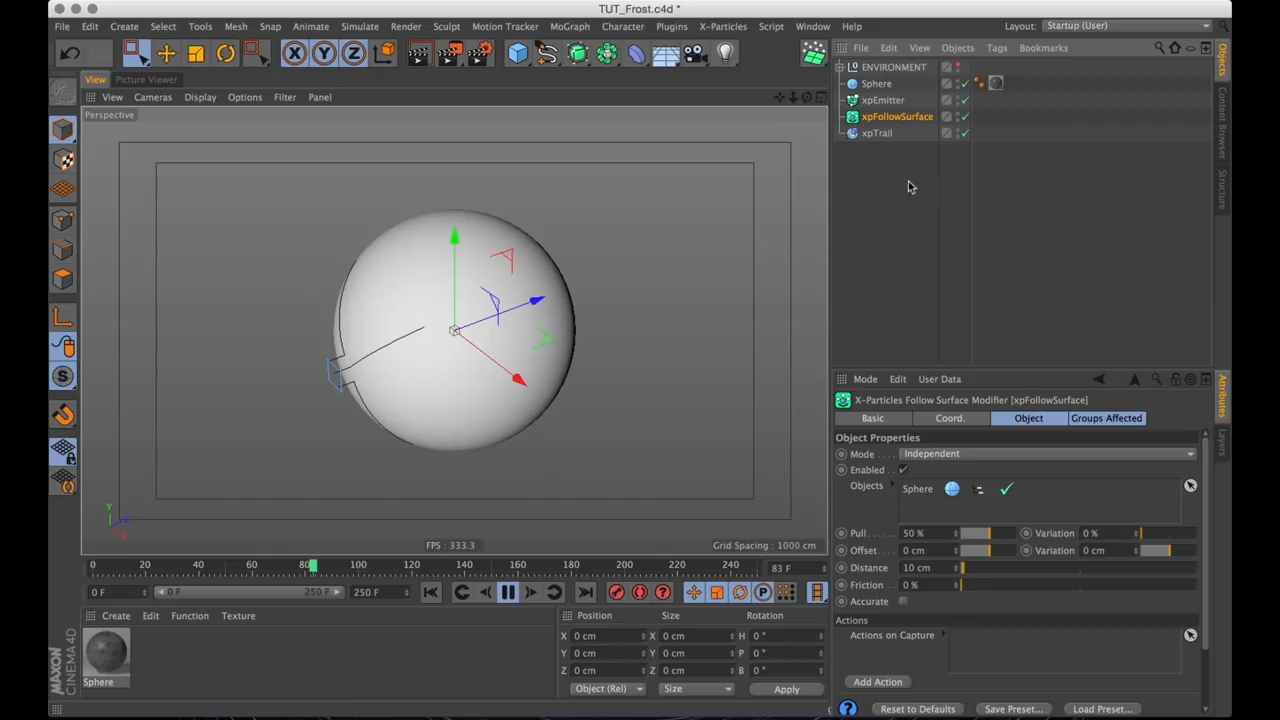 TUT_Frost.c4d *
File Edit Create Select Tools Mesh Snap Animate Simulate Render Motion Tracker MoGraph Plugins X-Particles Script Window Help Layout: Startup (User)
View Picture Viewer
View Cameras Display Options Filter Panel
Perspective
X Y Z
FPS : 333.3 Grid Spacing : 1000 cm
0 20 40 60 80 100 120 140 160 180 200 220 240 83 F
0 F 0 F 250 F 250 F
Create Edit Function Texture
Sphere
MAXON
CINEMA 4D
Position Size Rotation
X 0 cm X 0 cm H 0 °
Y 0 cm Y 0 cm P 0 °
Z 0 cm Z 0 cm B 0 °
Object (Rel) Size Apply
File Edit View Objects Tags Bookmarks
ENVIRONMENT
Sphere
xpEmitter
xpFollowSurface
xpTrail
Objects
Content Browser
Structure
Mode Edit User Data
X-Particles Follow Surface Modifier [xpFollowSurface]
Basic Coord. Object Groups Affected
Object Properties
Mode Independent
Enabled
Objects Sphere
Pull 50 % Variation 0 %
Offset 0 cm Variation 0 cm
Distance 10 cm
Friction 0 %
Accurate
Actions
Actions on Capture
Add Action
Reset to Defaults Save Preset... Load Preset...
Attributes
Layers